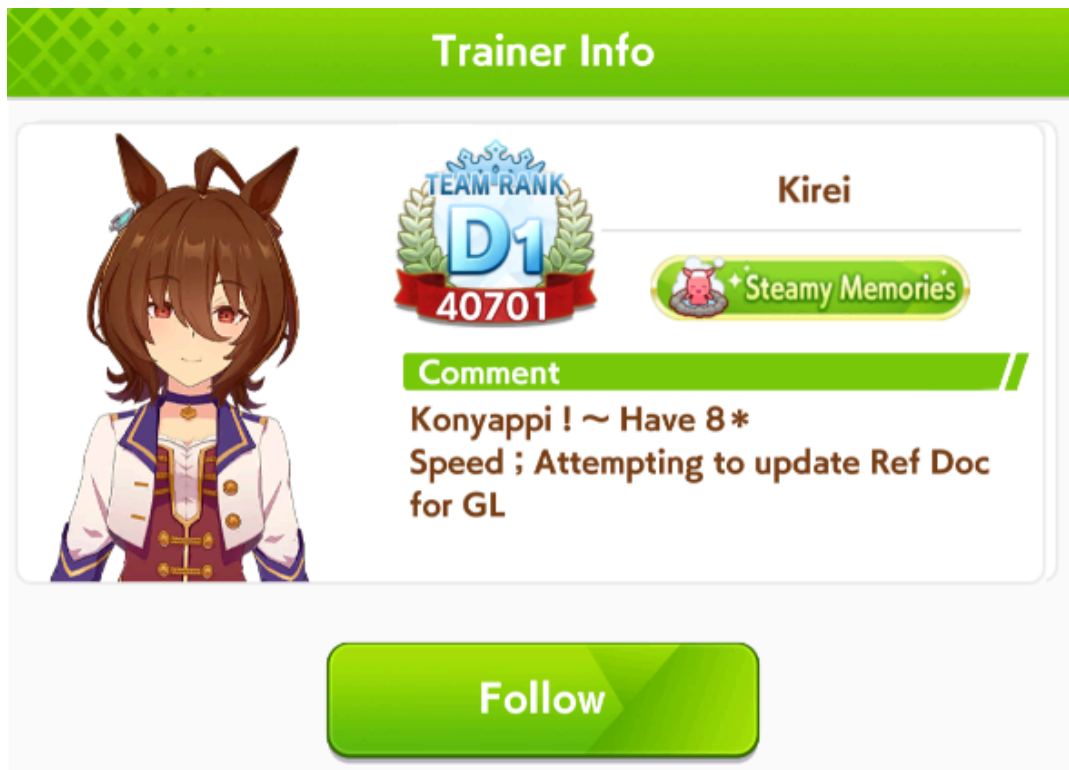 Trainer Info
TEAM RANK
D1
40701
Kirei
Steamy Memories
Comment
Konyappi ! ～ Have 8*
Speed ; Attempting to update Ref Doc
for GL
Follow